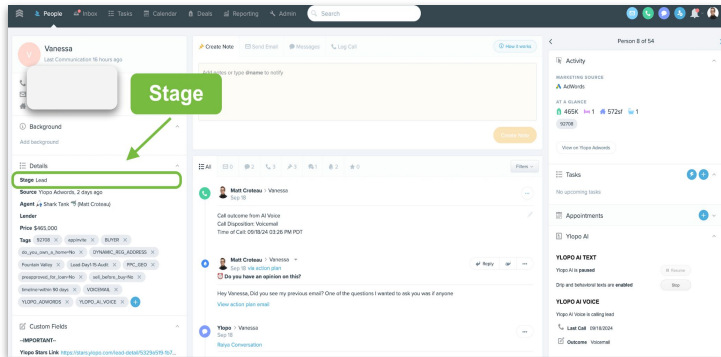 People
Inbox
Tasks
Calendar
Deals
Reporting
Admin
Search
V
Vanessa
Last Communication 16 hours ago
Background
Add background
Details
Stage Lead
Source Ylopo Adwords, 2 days ago
Agent Shark Tank (Matt Croteau)
Lender
Price $465,000
Tags 92708 X appinvite X BUYER X
do_you_own_a_home=No X DYNAMIC_REG_ADDRESS X
Fountain Valley X Lead-Day1-15-Audit X PPC_GEO X
preapproved_for_loan=No X sell_before_buy=No X
timeline=within 90 days X VOICEMAIL X
YLOPO_ADWORDS X YLOPO_AI_VOICE X
Custom Fields
~IMPORTANT~
Ylopo Stars Link
Stage
Create Note
Send Email
Messages
Log Call
How it works
Add notes or type @name to notify
Create Note
All
Filters
Matt Croteau > Vanessa
Call outcome from AI Voice
Call Disposition: Voicemail
Time of Call: 09/18/24 03:26 PM PDT
Matt Croteau > Vanessa
Sep 18 via action plan
Reply
Do you have an opinion on this?
Hey Vanessa, Did you see my previous email? One of the questions I wanted to ask you was if anyone
View action plan email
Ylopo > Vanessa
Sep 18
Raiya Conversation
Person 8 of 54
Activity
MARKETING SOURCE
AdWords
AT A GLANCE
465K 1 572sf 1
92708
View on Ylopo Adwords
Tasks
No upcoming tasks
Appointments
Ylopo AI
YLOPO AI TEXT
Ylopo AI is paused
Resume
Drip and behavioral texts are enabled
Stop
YLOPO AI VOICE
Ylopo AI Voice is calling lead
Last Call 09/18/2024
Outcome Voicemail